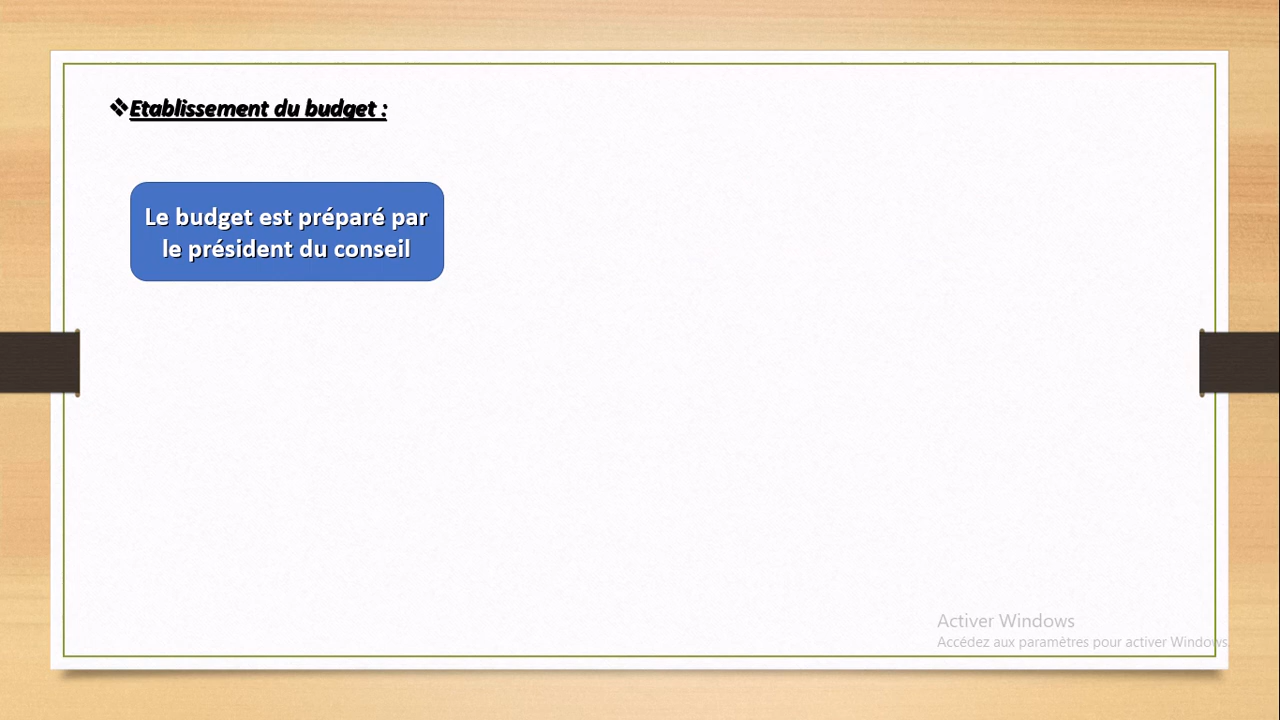 ❖Etablissement du budget :
Le budget est préparé par
le président du conseil
Activer Windows
Accédez aux paramètres pour activer Windows.